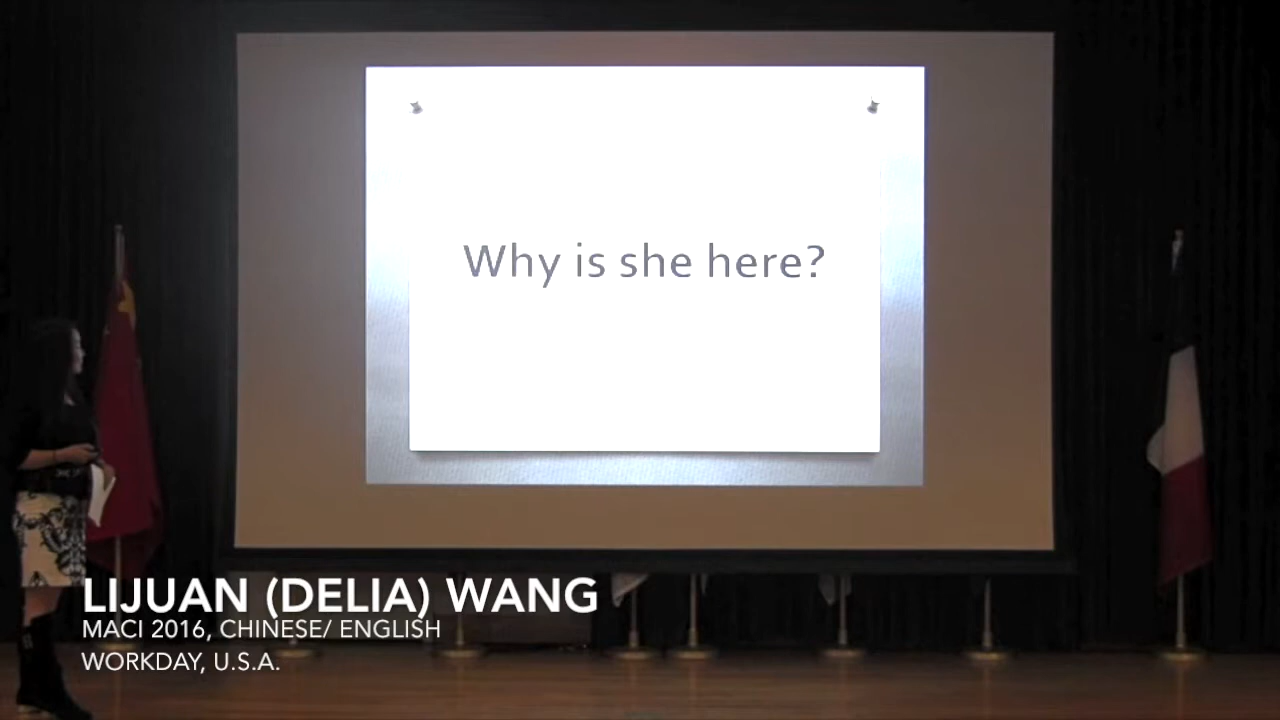 Why is she here?
LIJUAN (DELIA) WANG
MACI 2016, CHINESE/ ENGLISH
WORKDAY, U.S.A.